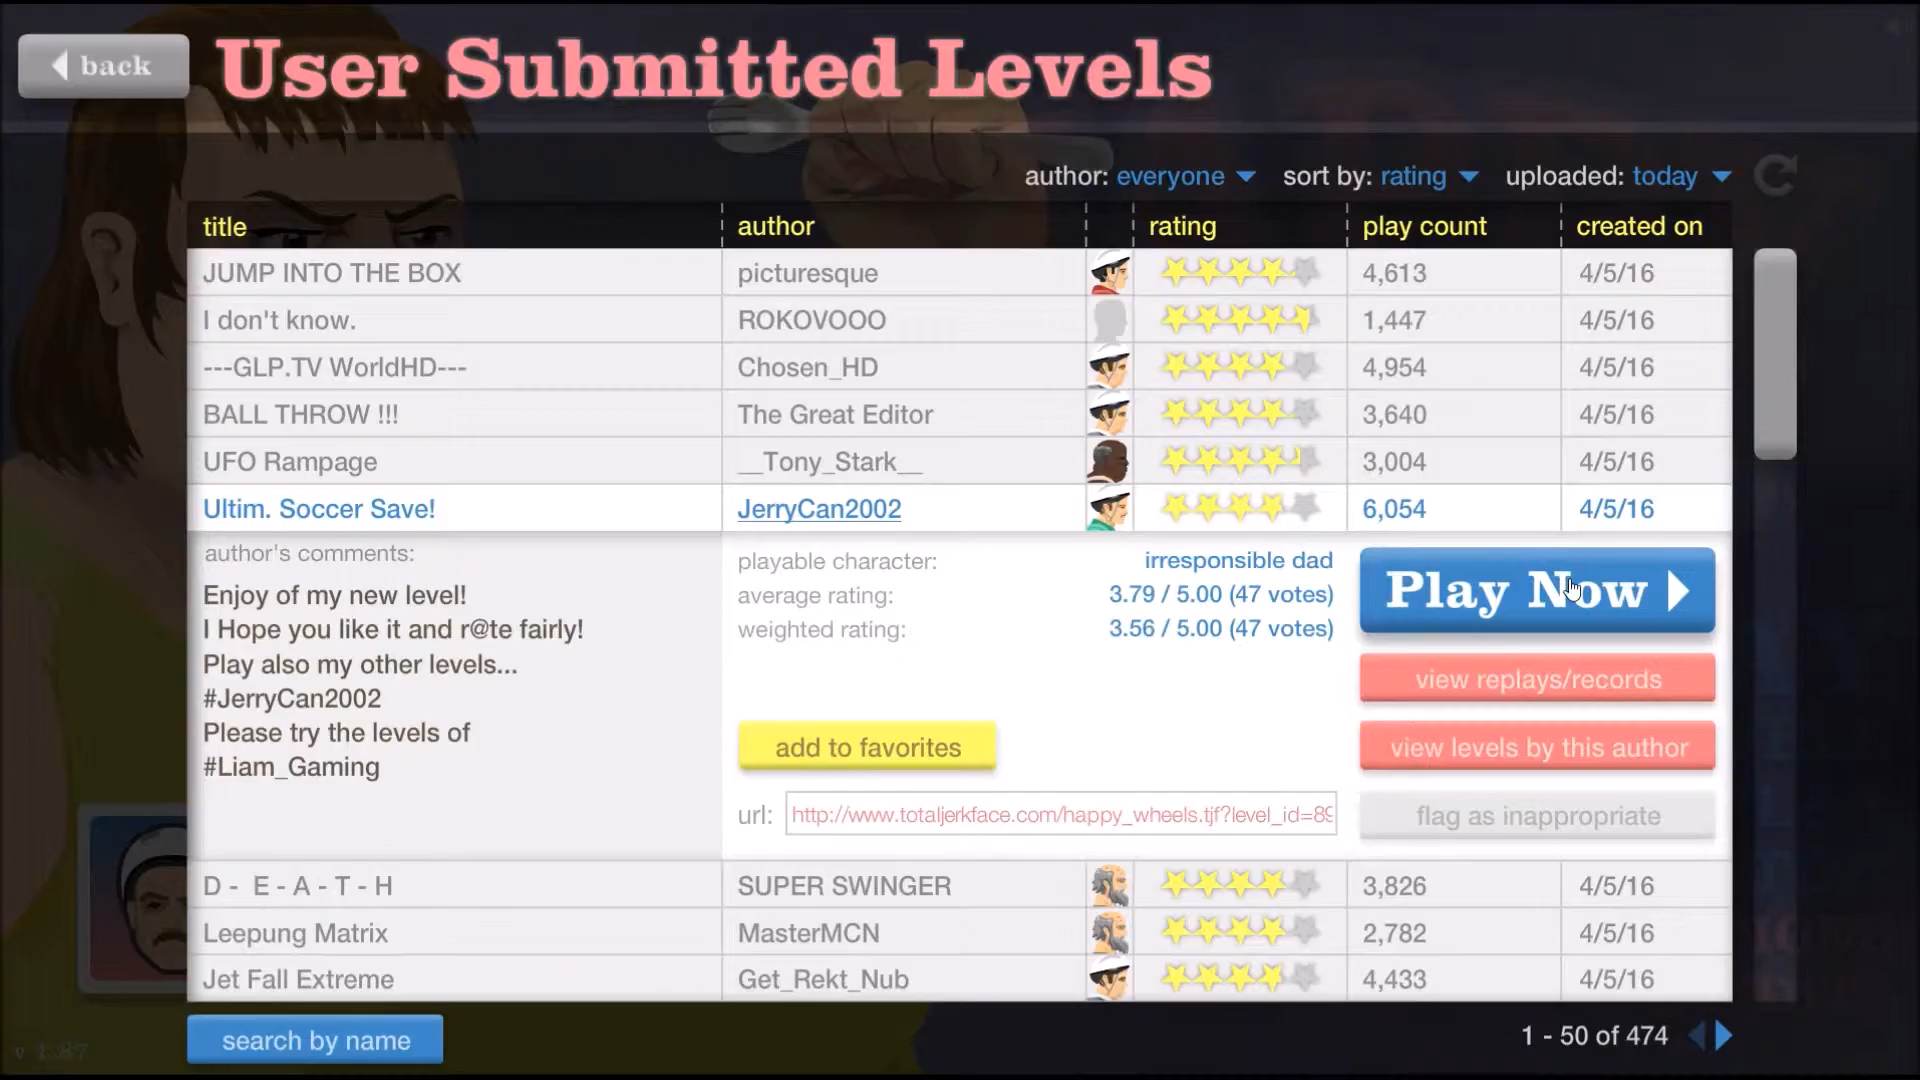 back
User Submitted Levels
author: everyone sort by: rating uploaded: today
title author rating play count created on
JUMP INTO THE BOX picturesque 4,613 4/5/16
I don't know. ROKOVOOO 1,447 4/5/16
---GLP.TV WorldHD--- Chosen_HD 4,954 4/5/16
BALL THROW !!! The Great Editor 3,640 4/5/16
UFO Rampage __Tony_Stark__ 3,004 4/5/16
Ultim. Soccer Save! JerryCan2002 6,054 4/5/16
author's comments:
Enjoy of my new level!
I Hope you like it and r@te fairly!
Play also my other levels...
#JerryCan2002
Please try the levels of
#Liam_Gaming
playable character: irresponsible dad
average rating: 3.79 / 5.00 (47 votes)
weighted rating: 3.56 / 5.00 (47 votes)
add to favorites
url: http://www.totaljerkface.com/happy_wheels.tjf?level_id=89
Play Now
view replays/records
view levels by this author
flag as inappropriate
D - E - A - T - H SUPER SWINGER 3,826 4/5/16
Leepung Matrix MasterMCN 2,782 4/5/16
Jet Fall Extreme Get_Rekt_Nub 4,433 4/5/16
search by name
1 - 50 of 474
v 1.87